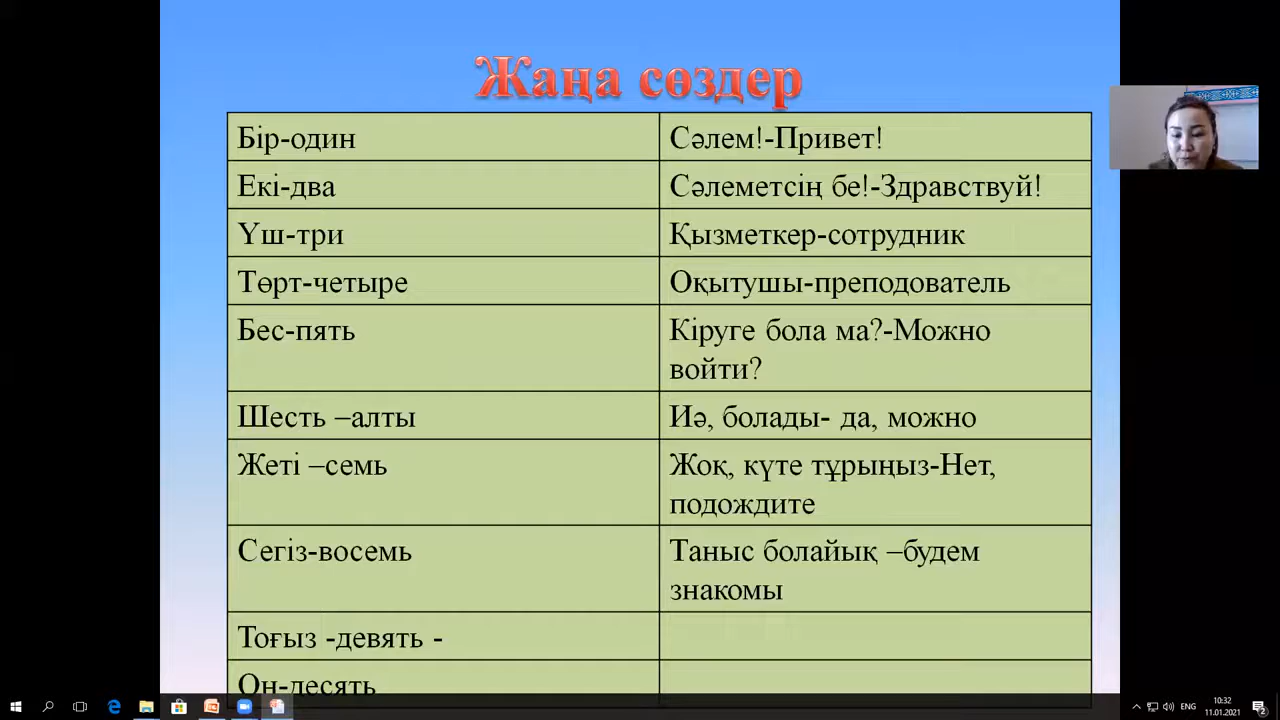 Жаңа сөздер
Бір-один
Сәлем!-Привет!
Екі-два
Сәлеметсің бе!-Здравствуй!
Үш-три
Қызметкер-сотрудник
Төрт-четыре
Оқытушы-преподователь
Бес-пять
Кіруге бола ма?-Можно
войти?
Шесть –алты
Иә, болады- да, можно
Жеті –семь
Жоқ, күте тұрыңыз-Нет,
подождите
Сегіз-восемь
Таныс болайық –будем
знакомы
Тоғыз -девять -
Он-десять
ENG
10:32
11.01.2021
2